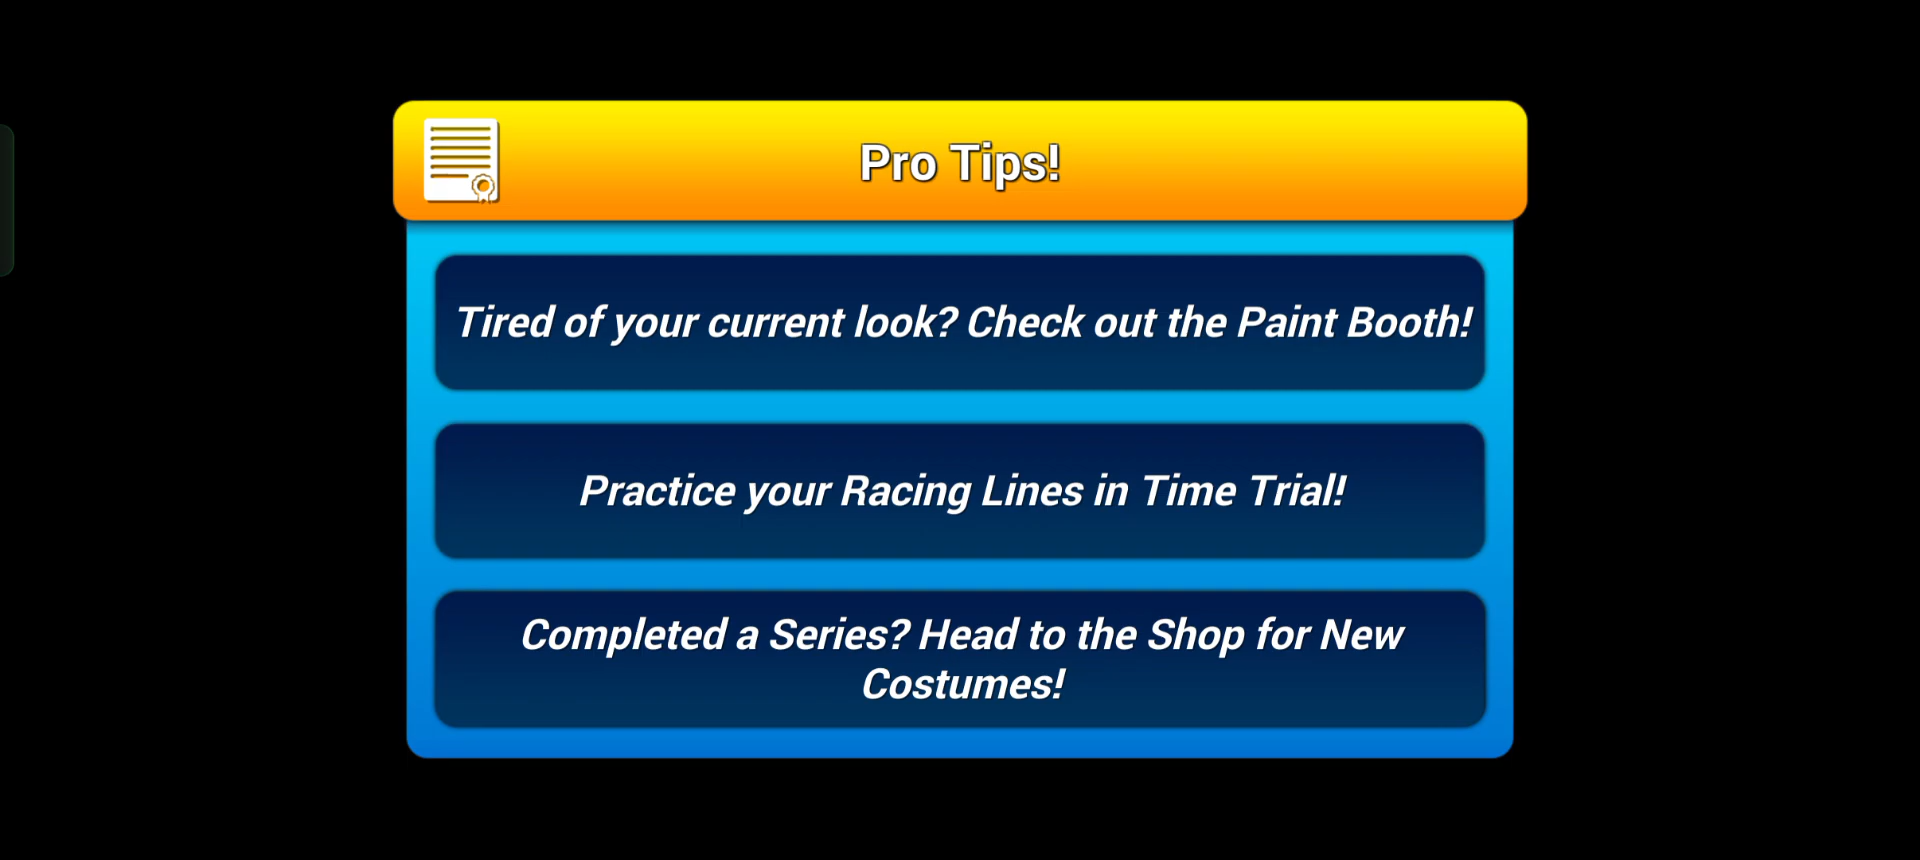 Pro Tips!
Tired of your current look? Check out the Paint Booth!
Practice your Racing Lines in Time Trial!
Completed a Series? Head to the Shop for New
Costumes!